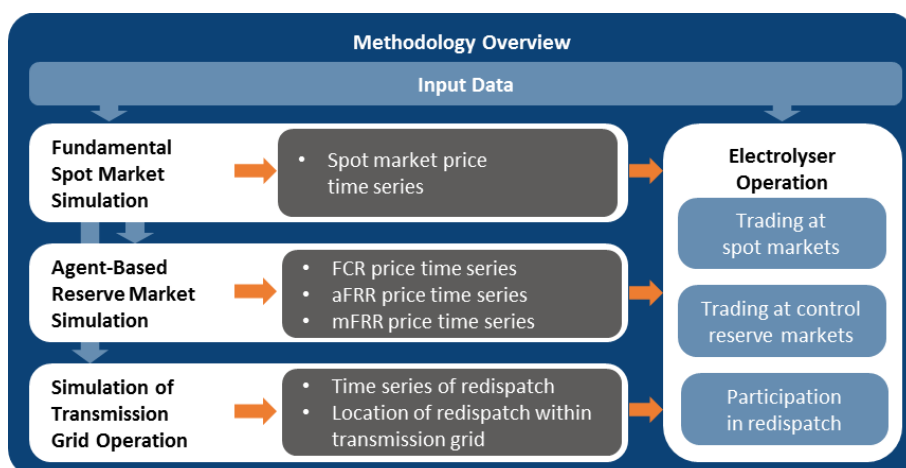 Methodology Overview
Input Data
Fundamental
Spot Market
Simulation
• Spot market price
time series
Agent-Based
Reserve Market
Simulation
• FCR price time series
• aFRR price time series
• mFRR price time series
Simulation of
Transmission
Grid Operation
• Time series of redispatch
• Location of redispatch within
transmission grid
Electrolyser
Operation
Trading at
spot markets
Trading at control
reserve markets
Participation
in redispatch